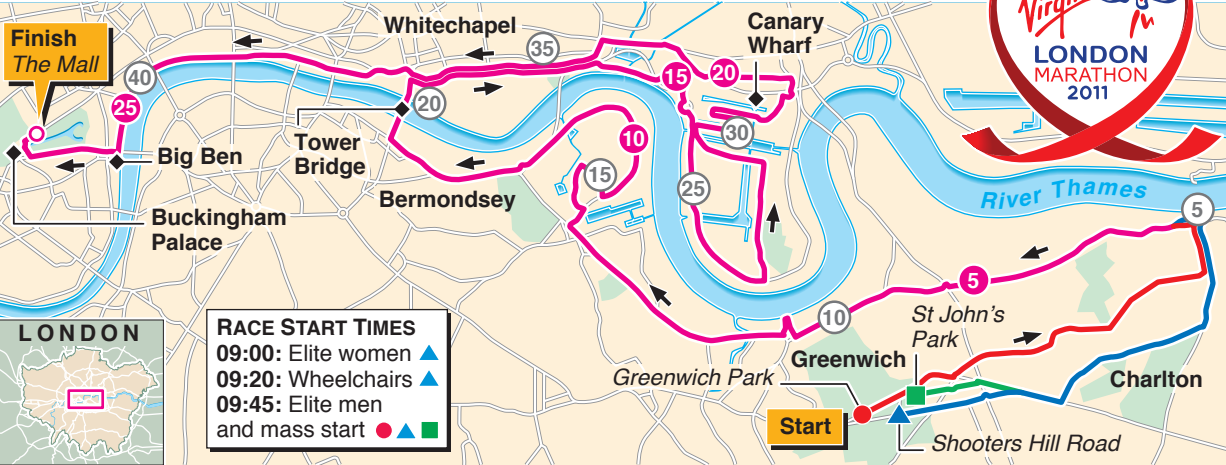 Finish
The Mall
40
25
Whitechapel
35
Canary
Wharf
15
20
20
Tower
Bridge
Big Ben
Buckingham
Palace
Bermondsey
10
15
30
25
Virgin
LONDON
MARATHON
2011
River Thames
5
5
10
St John's
Park
Greenwich
Greenwich Park
Start
Charlton
Shooters Hill Road
LONDON
RACE START TIMES
09:00: Elite women
09:20: Wheelchairs
09:45: Elite men
and mass start